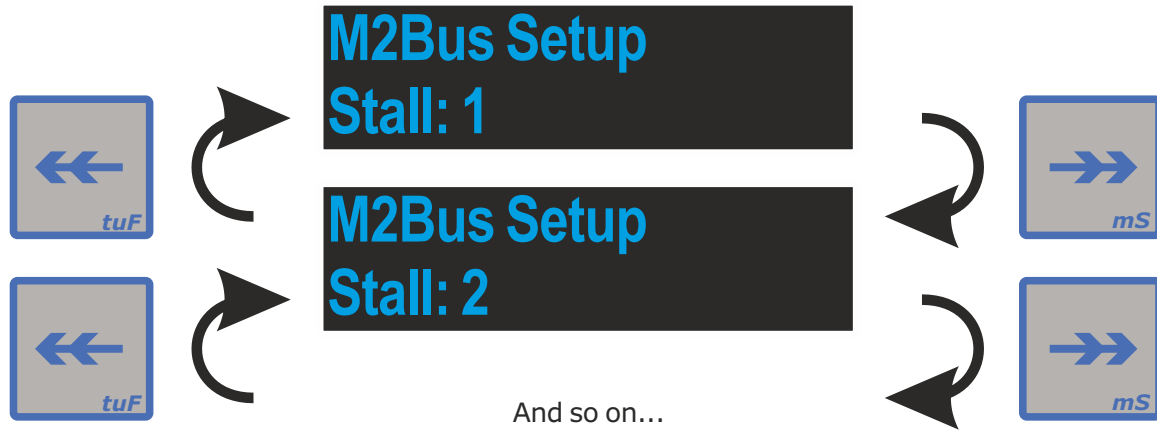 M2Bus Setup
Stall: 1
tuF
mS
M2Bus Setup
Stall: 2
tuF
mS
And so on...